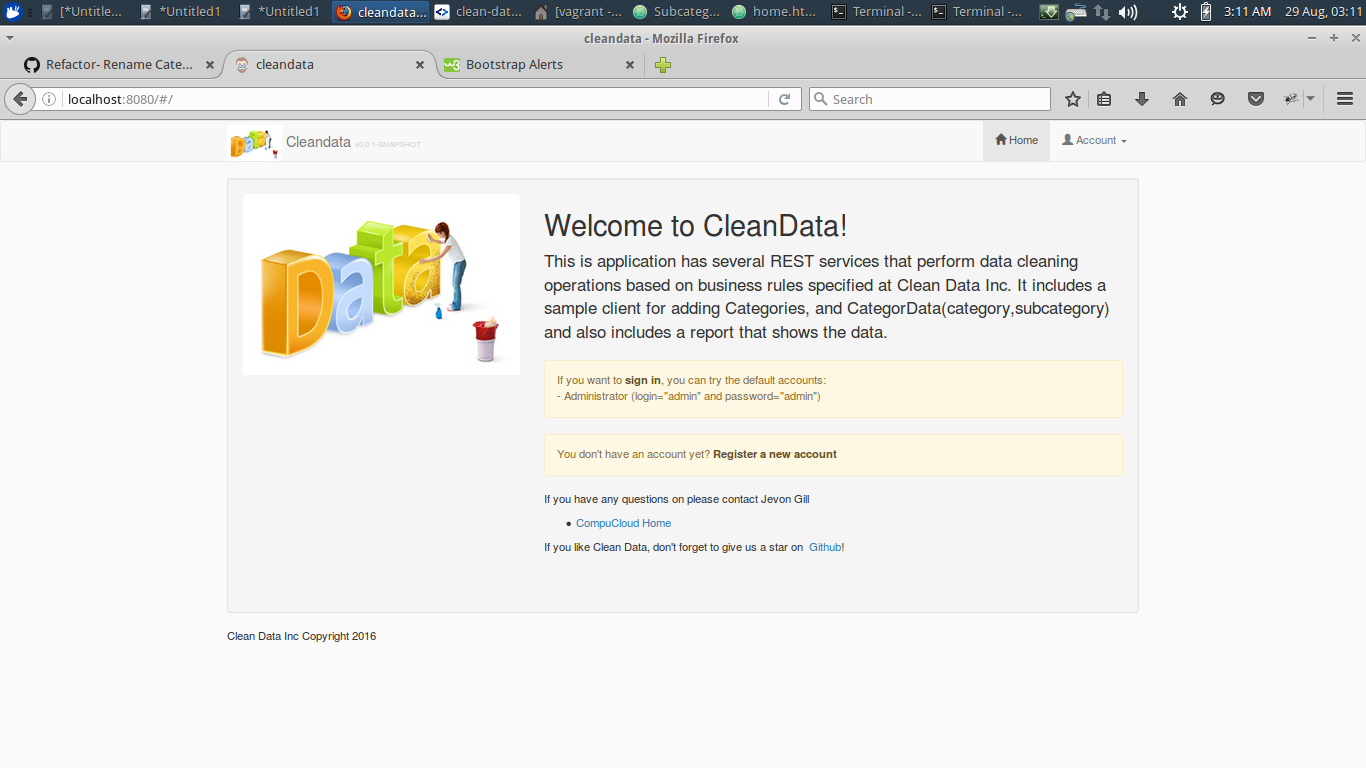 [*Untitle... *Untitled1 *Untitled1 cleandata... clean-dat... [vagrant -... Subcateg... home.ht... Terminal -... Terminal -... 3:11 AM 29 Aug, 03:11
cleandata - Mozilla Firefox
Refactor- Rename Cate... cleandata Bootstrap Alerts
localhost:8080/#/ Search
Data Cleandata v0.0.1-SNAPSHOT Home Account
Data
Welcome to CleanData!
This is application has several REST services that perform data cleaning
operations based on business rules specified at Clean Data Inc. It includes a
sample client for adding Categories, and CategorData(category,subcategory)
and also includes a report that shows the data.
If you want to sign in, you can try the default accounts:
- Administrator (login="admin" and password="admin")
You don't have an account yet? Register a new account
If you have any questions on please contact Jevon Gill
• CompuCloud Home
If you like Clean Data, don't forget to give us a star on Github!
Clean Data Inc Copyright 2016